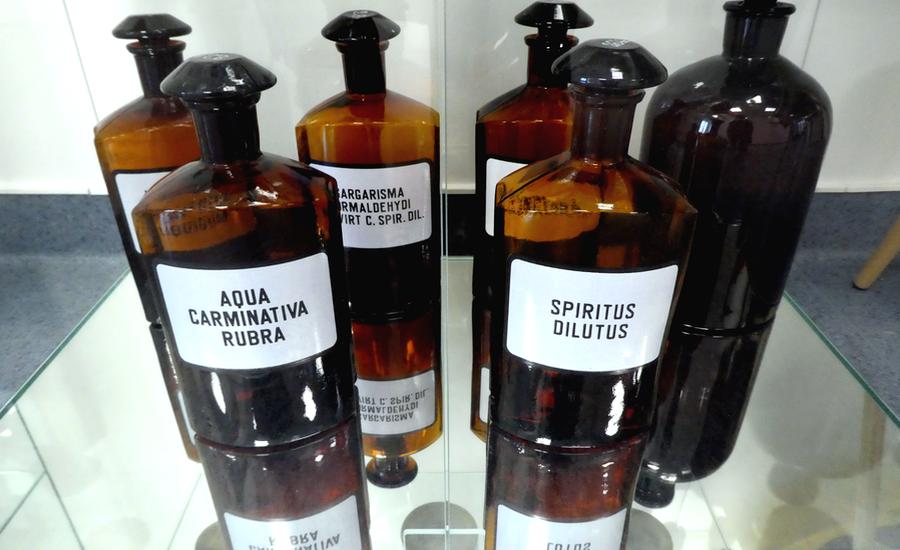 AQUA
CARMINATIVA
RUBRA
GARGARISMA
ORMALDEHYDI
VIRT C. SPIR. DIL.
SPIRITUS
DILUTUS